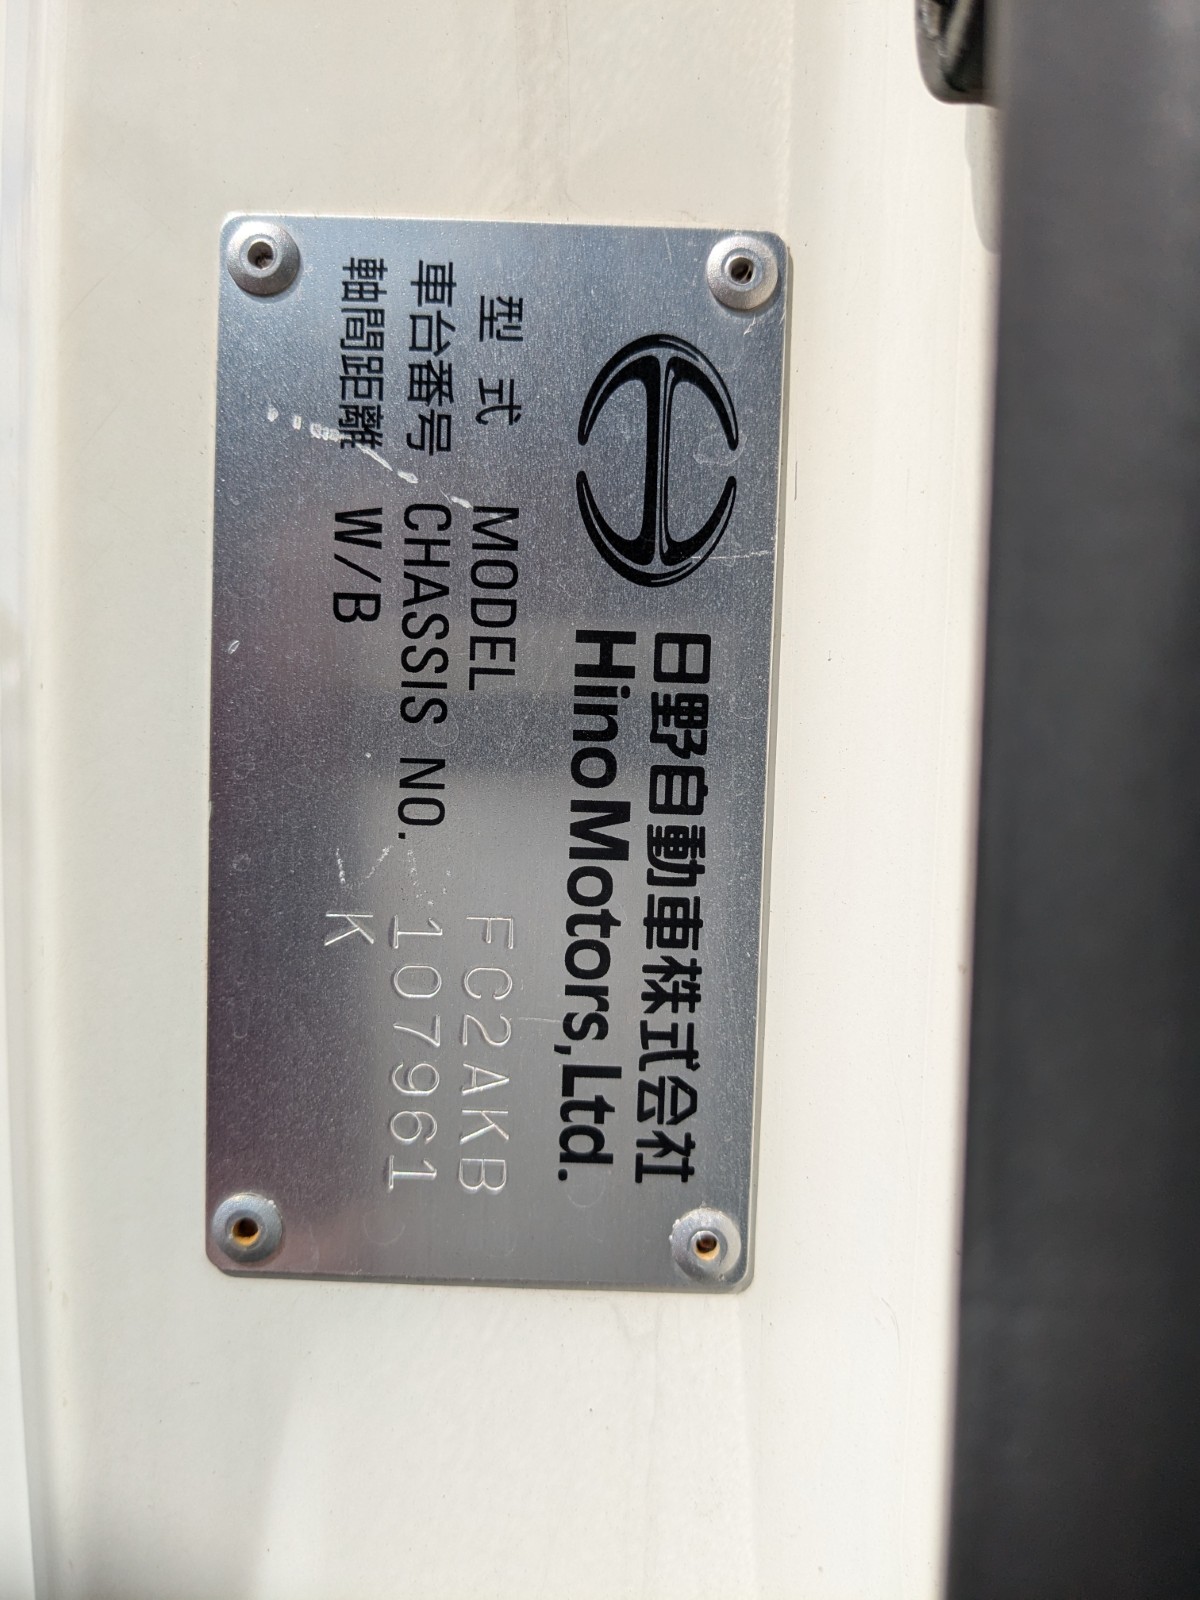 日野自動車株式会社
Hino Motors, Ltd.
型 式 MODEL FC2AKB
車台番号 CHASSIS NO. 107961
軸間距離 W/B K